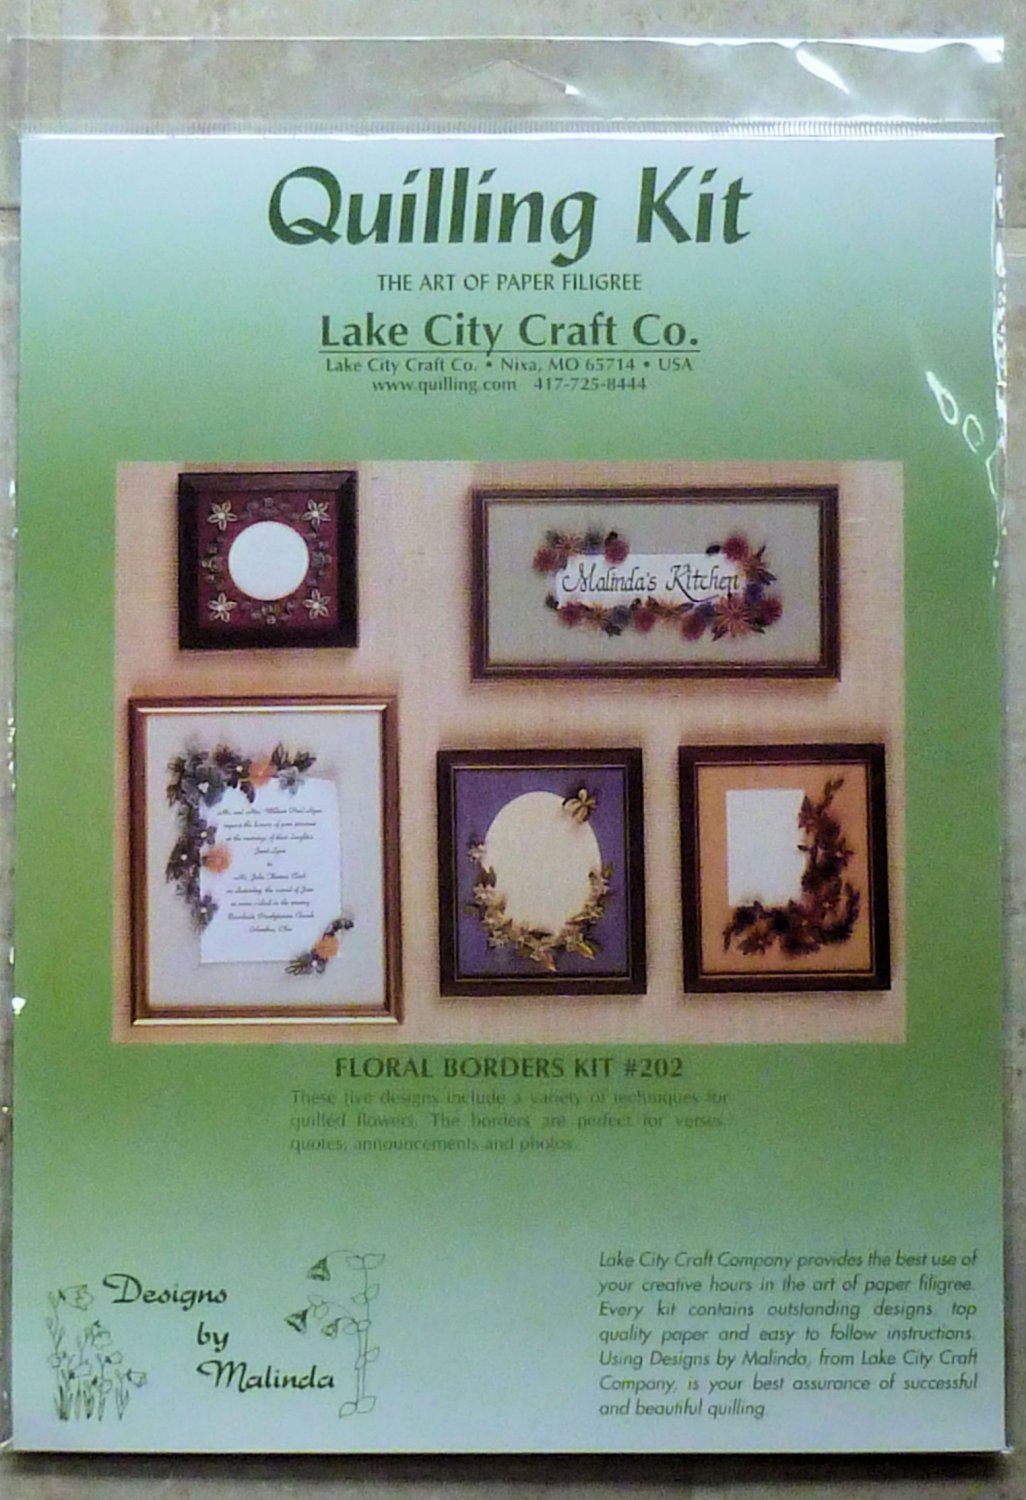 Quilling Kit
THE ART OF PAPER FILIGREE
Lake City Craft Co.
Lake City Craft Co. • Nixa, MO 65714 • USA
www.quilling.com 417-725-8444
Malinda's Kitchen
FLORAL BORDERS KIT #202
These five designs include a variety of techniques for
quilled flowers. The borders are perfect for verses,
quotes, announcements and photos.
Designs
by
Malinda
Lake City Craft Company provides the best use of
your creative hours in the art of paper filigree.
Every kit contains outstanding designs, top
quality paper and easy to follow instructions.
Using Designs by Malinda, from Lake City Craft
Company, is your best assurance of successful
and beautiful quilling.